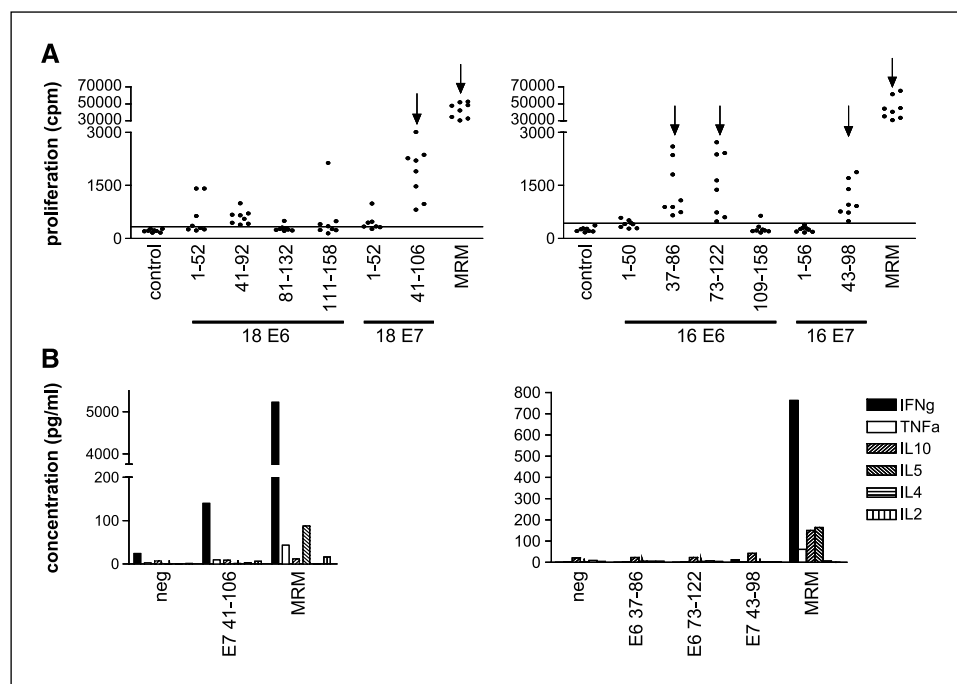 A
proliferation (cpm)
70000
50000
30000
3000
1500
0
control
1-52
41-92
81-132
111-158
1-52
41-106
MRM
18 E6
18 E7
control
1-50
37-86
73-122
109-158
1-56
43-98
MRM
16 E6
16 E7
70000
50000
30000
3000
1500
0
B
concentration (pg/ml)
5000
4000
200
100
0
neg
E7 41-106
MRM
800
700
600
500
400
300
200
100
0
neg
E6 37-86
E6 73-122
E7 43-98
MRM
IFNg
TNFa
IL10
IL5
IL4
IL2